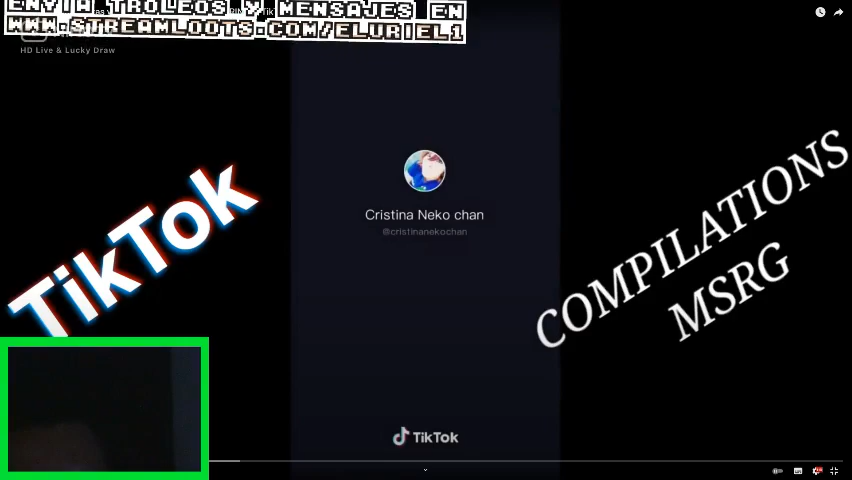 ENVIA TROLEOS Y MENSAJES EN
WWW.STREAMLOOTS.COM/ELURIEL1
HD Live & Lucky Draw
TikTok
Cristina Neko chan
@cristinanekochan
COMPILATIONS
MSRG
TikTok